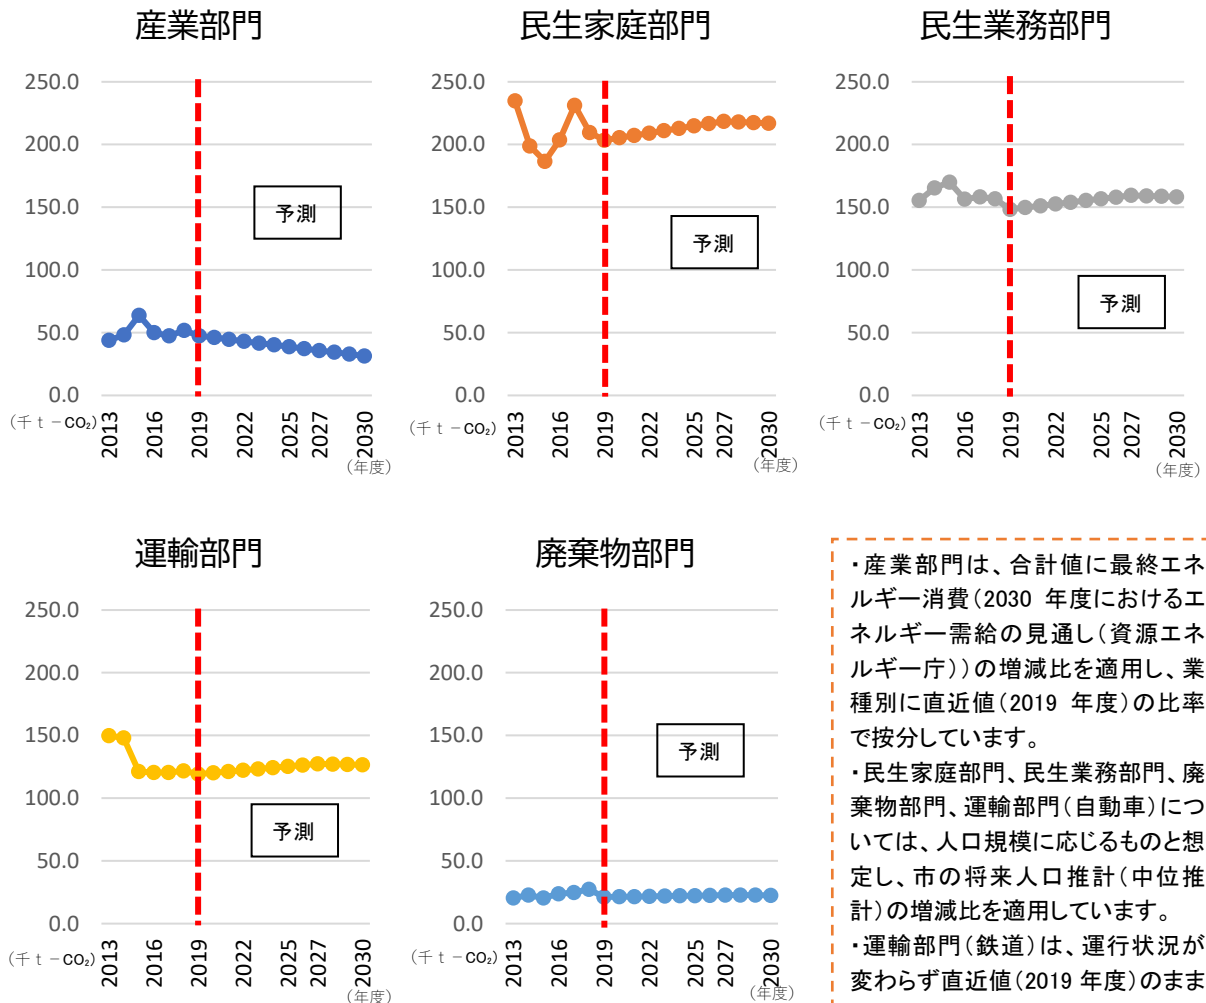 産業部門
250.0
200.0
150.0
100.0
50.0
0.0
予測
(千ｔ－CO₂)
2013
2016
2019
2022
2025
2027
2030
(年度)
民生家庭部門
250.0
200.0
150.0
100.0
50.0
0.0
予測
(千ｔ－CO₂)
2013
2016
2019
2022
2025
2027
2030
(年度)
民生業務部門
250.0
200.0
150.0
100.0
50.0
0.0
予測
(千ｔ－CO₂)
2013
2016
2019
2022
2025
2027
2030
(年度)
運輸部門
250.0
200.0
150.0
100.0
50.0
0.0
予測
(千ｔ－CO₂)
2013
2016
2019
2022
2025
2027
2030
(年度)
廃棄物部門
250.0
200.0
150.0
100.0
50.0
0.0
予測
(千ｔ－CO₂)
2013
2016
2019
2022
2025
2027
2030
(年度)
・産業部門は、合計値に最終エネ
ルギー消費（2030 年度におけるエ
ネルギー需給の見通し（資源エネ
ルギー庁））の増減比を適用し、業
種別に直近値（2019 年度）の比率
で按分しています。
・民生家庭部門、民生業務部門、廃
棄物部門、運輸部門（自動車）につ
いては、人口規模に応じるものと想
定し、市の将来人口推計（中位推
計）の増減比を適用しています。
・運輸部門（鉄道）は、運行状況が
変わらず直近値（2019 年度）のまま